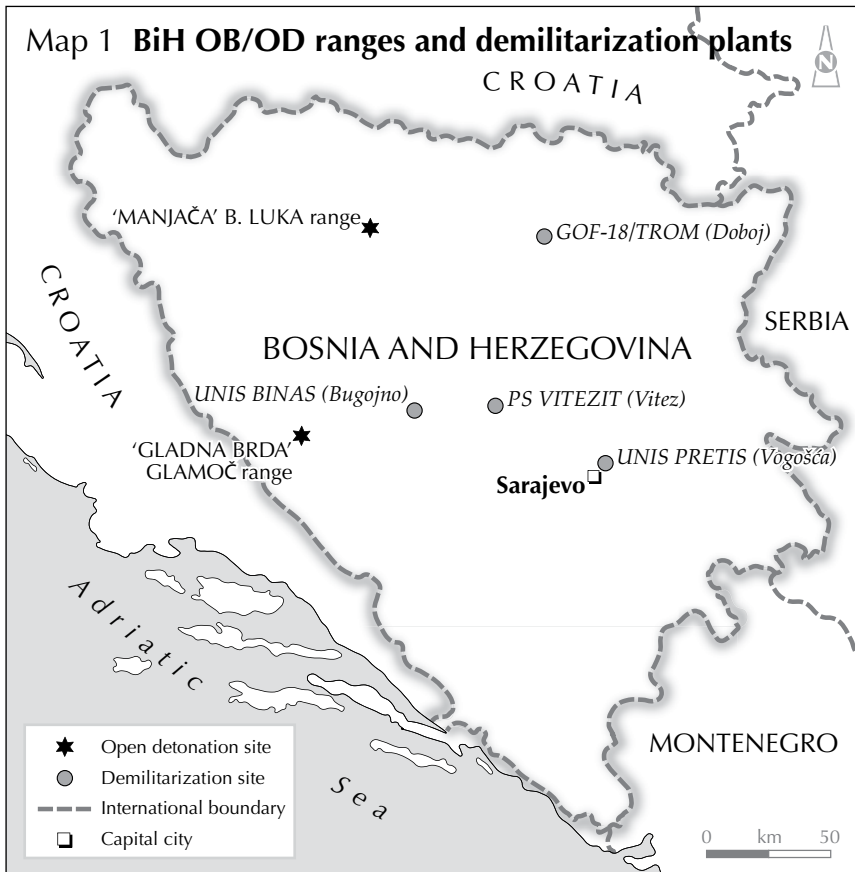 Map 1 BiH OB/OD ranges and demilitarization plants
N
CROATIA
'MANJAČA' B. LUKA range
GOF-18/TROM (Doboj)
CROATIA
SERBIA
BOSNIA AND HERZEGOVINA
UNIS BINAS (Bugojno)
PS VITEZIT (Vitez)
'GLADNA BRDA'
GLAMOČ range
UNIS PRETIS (Vogošća)
Sarajevo
Adriatic
Sea
MONTENEGRO
Open detonation site
Demilitarization site
International boundary
Capital city
0 km 50